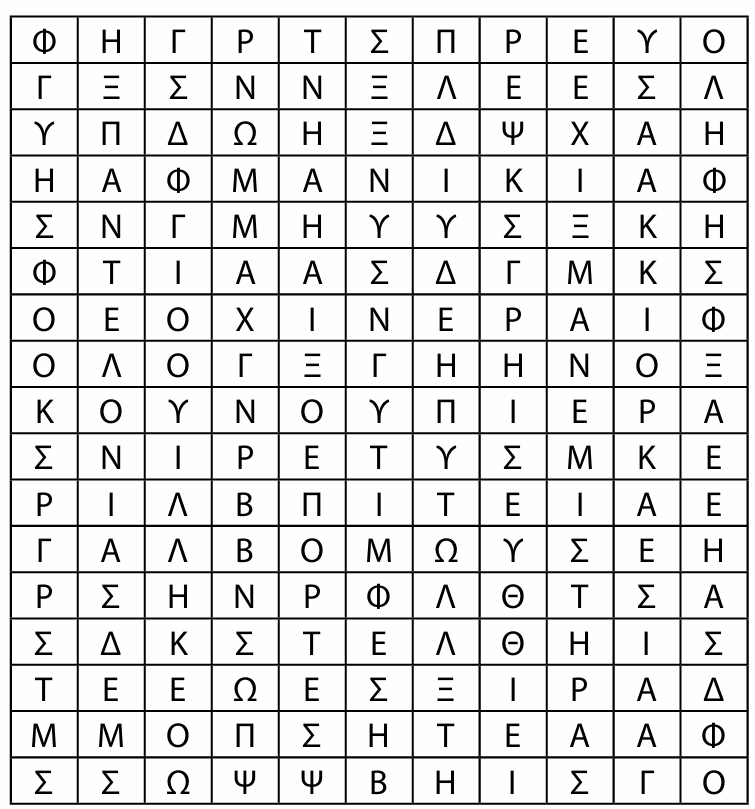 Φ Η Γ Ρ Τ Σ Π Ρ Ε Υ Ο
Γ Ξ Σ Ν Ν Ξ Λ Ε Ε Σ Λ
Υ Π Δ Ω Η Ξ Δ Ψ Χ Α Η
Η Α Φ Μ Α Ν Ι Κ Ι Α Φ
Σ Ν Γ Μ Η Υ Υ Σ Ξ Κ Η
Φ Τ Ι Α Α Σ Δ Γ Μ Κ Σ
Ο Ε Ο Χ Ι Ν Ε Ρ Α Ι Φ
Ο Λ Ο Γ Ξ Γ Η Η Ν Ο Ξ
Κ Ο Υ Ν Ο Υ Π Ι Ε Ρ Α
Σ Ν Ι Ρ Ε Τ Υ Σ Μ Κ Ε
Ρ Ι Λ Β Π Ι Τ Ε Ι Α Ε
Γ Α Λ Β Ο Μ Ω Υ Σ Ε Η
Ρ Σ Η Ν Ρ Φ Λ Θ Τ Σ Α
Σ Δ Κ Σ Τ Ε Λ Θ Η Ι Σ
Τ Ε Ε Ω Ε Σ Ξ Ι Ρ Α Δ
Μ Μ Ο Π Σ Η Τ Ε Α Α Φ
Σ Σ Ω Ψ Ψ Β Η Ι Σ Γ Ο